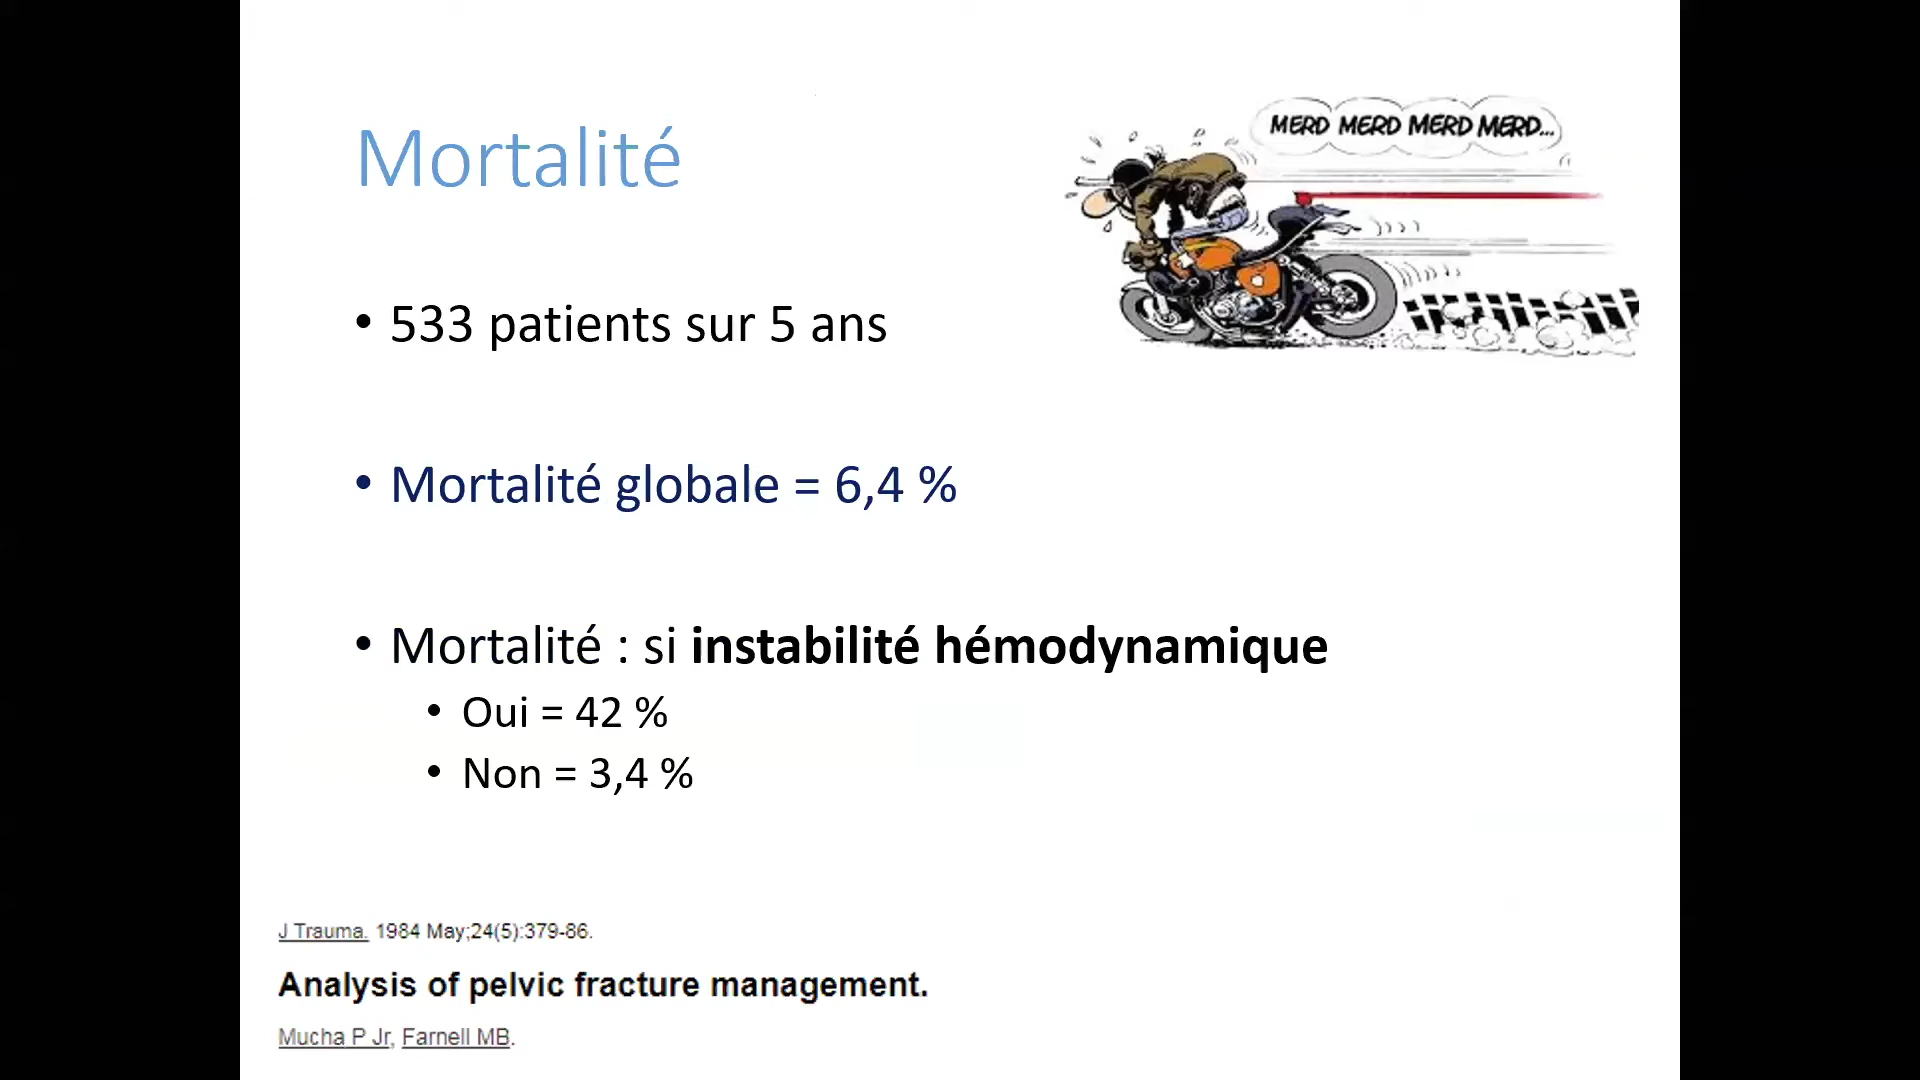 Mortalité
MERD MERD MERD MERD...
• 533 patients sur 5 ans
• Mortalité globale = 6,4 %
• Mortalité : si instabilité hémodynamique
• Oui = 42 %
• Non = 3,4 %
J Trauma. 1984 May;24(5):379-86.
Analysis of pelvic fracture management.
Mucha P Jr, Farnell MB.